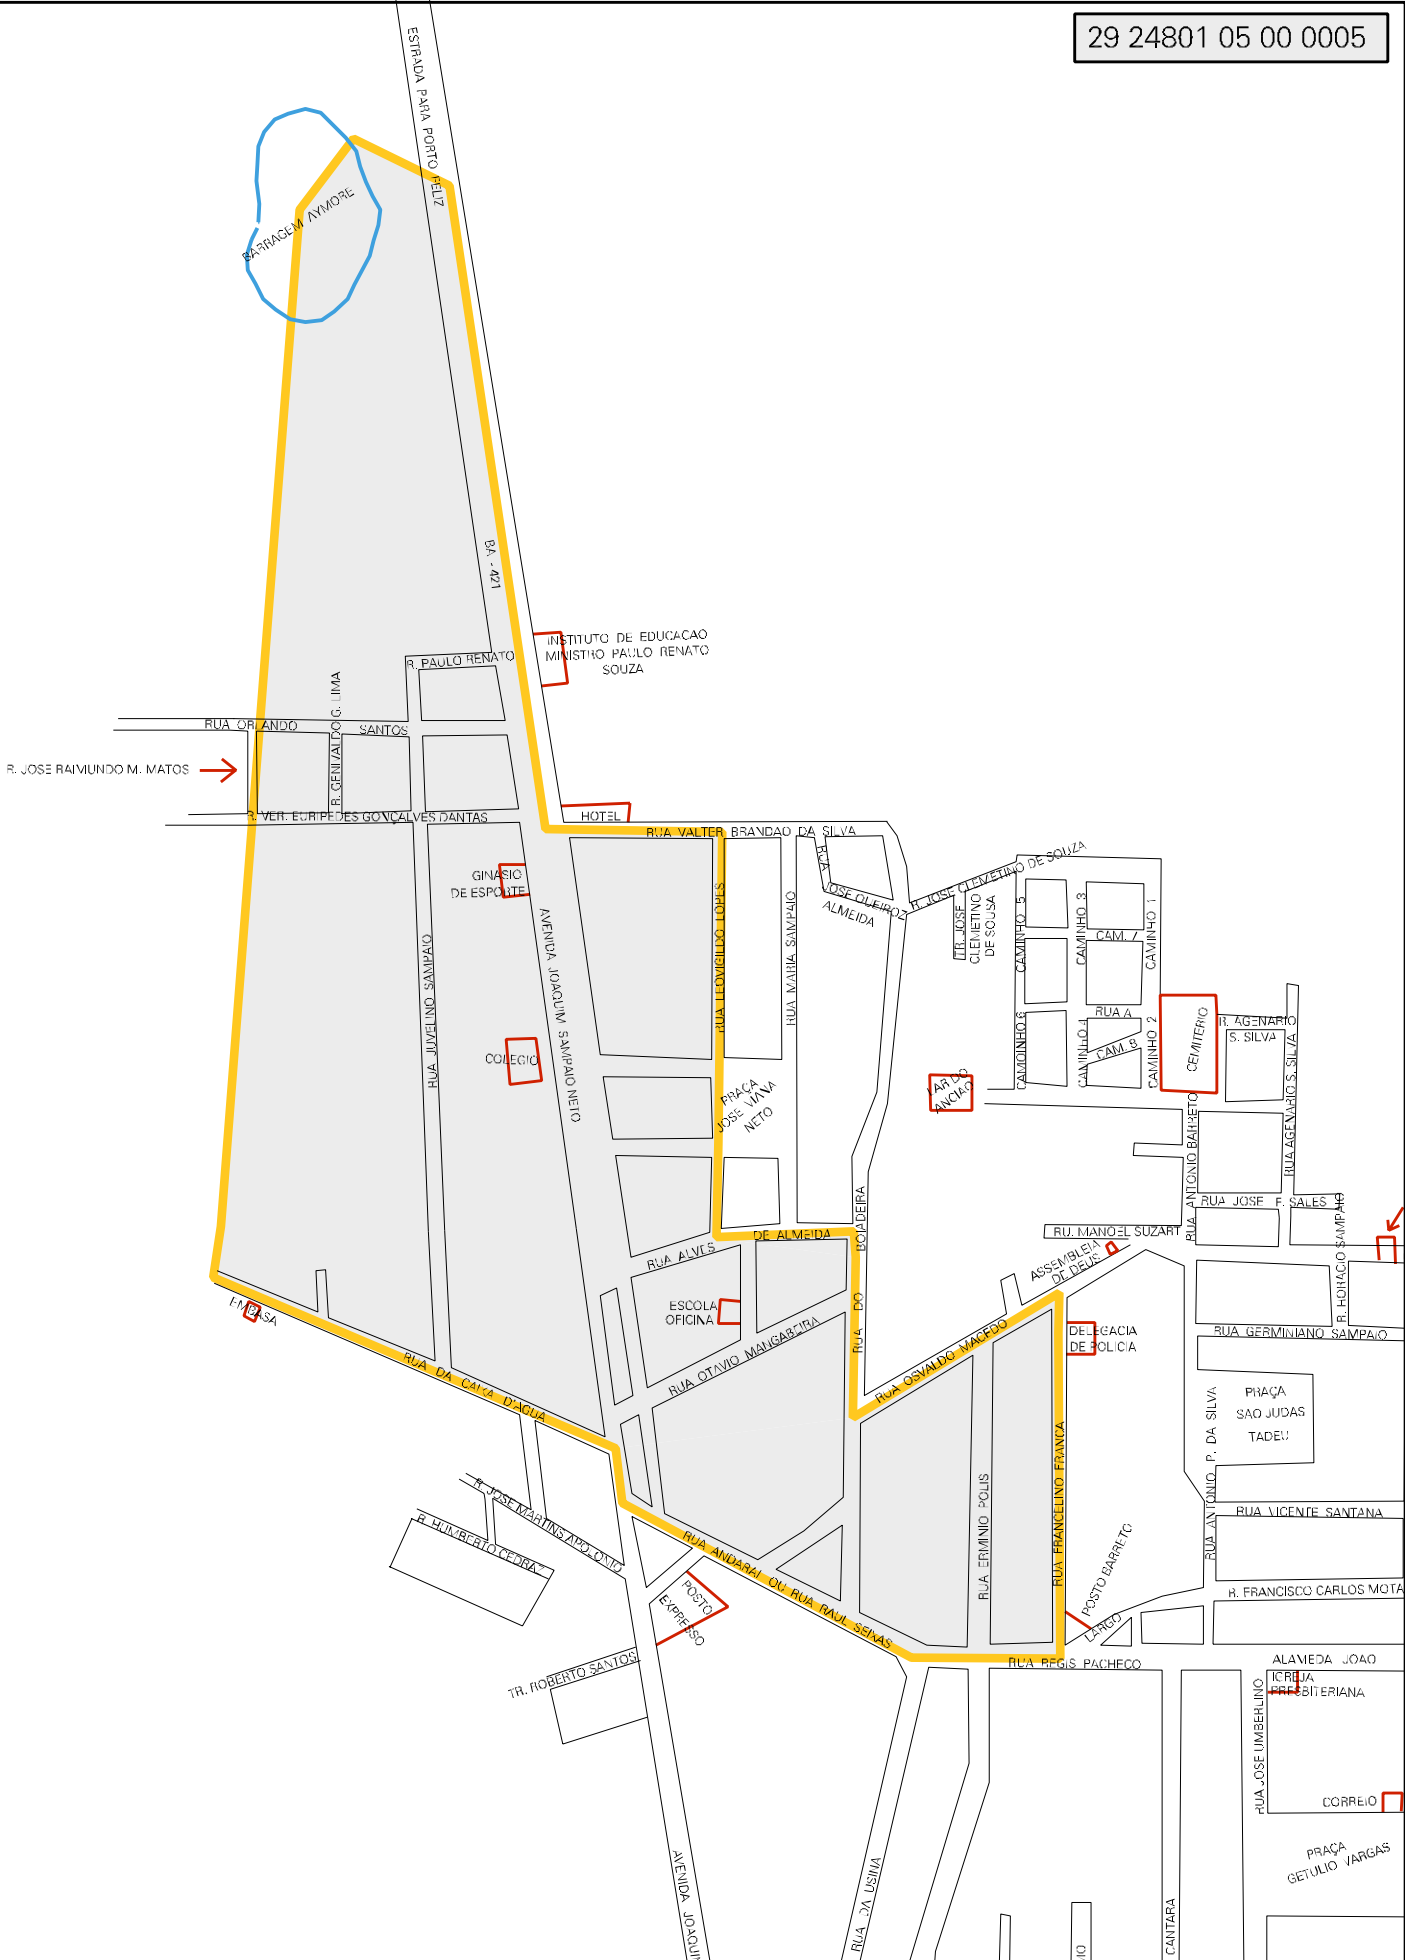 29 24801 05 00 0005
ESTRADA PARA PORTO FELIZ
BARRAGEM AYMORE
BA - 421
INSTITUTO DE EDUCACAO
MINISTRO PAULO RENATO
SOUZA
R. PAULO RENATO
R. GENIVALDO G. LIMA
RUA ORLANDO SANTOS
R. JOSE RAIMUNDO M. MATOS
R. VER. EURIPEDES GONÇALVES DANTAS
HOTEL
RUA VALTER BRANDAO DA SILVA
GINASIO
DE ESPORTE
RUA JOSE QUEIROZ
ALMEIDA
R. JOSE CLEMETINO DE SOUZA
TR. JOSE
CLEMETINO
DE SOUSA
CAMINHO 5
CAMINHO 3
CAMINHO 1
CAM. 7
RUA LEOVIGILDO LOPES
RUA MARIA SAMPAIO
AVENIDA JOAQUIM SAMPAIO NETO
RUA JUVELINO SAMPAIO
COLEGIO
RUA A
CAM. 8
CAMOINHO 6
CAMINHO 4
CAMINHO 2
CEMITERIO
R. AGENARIO
S. SILVA
RUA AGENARIO S. SILVA
LAR DO
ANCIAO
PRAÇA
JOSE VIANA
NETO
RUA ANTONIO BARRETO
RUA JOSE F. SALES
RU. MANOEL SUZART
R. HORACIO SAMPAIO
ASSEMBLEIA
DE DEUS
RUA ALVES DE ALMEIDA
RUA DO BOIADEIRA
ESCOLA
OFICINA
RUA OTAVIO MANGABEIRA
EMBASA
RUA DA CAIXA D'AGUA
RUA OSVALDO MACEDO
DELEGACIA
DE POLICIA
RUA GERMINIANO SAMPAIO
PRAÇA
SAO JUDAS
TADEU
RUA ANTONIO P. DA SILVA
RUA VICENTE SANTANA
RUA ERMINIO POLIS
RUA FRANCELINO FRANCA
POSTO BARRETO
LARGO
R. JOSE MARTINS APOLONIO
R. HUMBERTO CEDRAZ
RUA ANDARAI OU RUA RAUL SEIXAS
POSTO
EXPRESSO
R. FRANCISCO CARLOS MOTA
TR. ROBERTO SANTOS
RUA REGIS PACHECO
ALAMEDA JOAO
IGREJA
PRESBITERIANA
RUA JOSE UMBERLINO
CORREIO
PRAÇA
GETULIO VARGAS
AVENIDA JOAQUI
RUA DA USINA
CANTARA